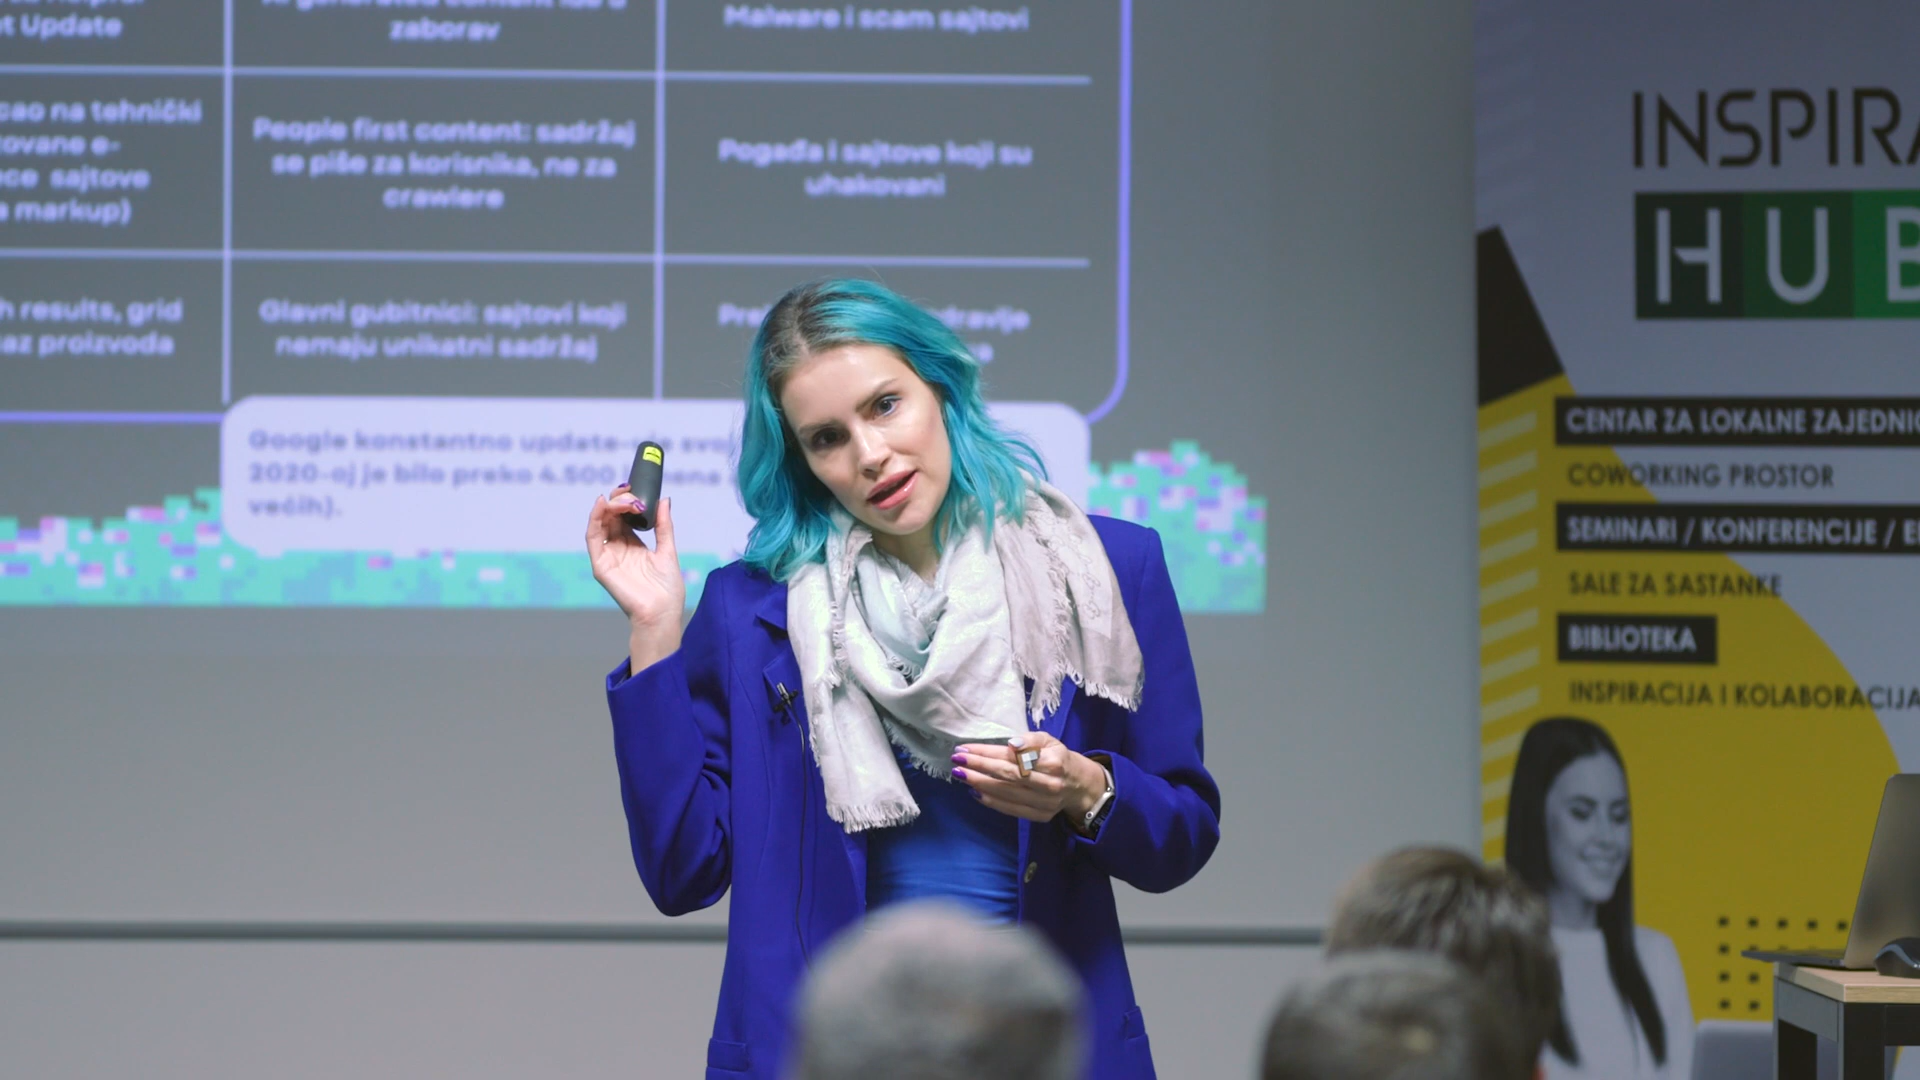 t Update
zaborav
Malware i scam sajtovi
cao na tehnički
tovane e-
ece sajtove
a markup)
People first content: sadržaj
se piše za korisnika, ne za
crawlere
Pogađa i sajtove koji su
uhakovani
h results, grid
az proizvoda
Glavni gubitnici: sajtovi koji
nemaju unikatni sadržaj
Google konstantno update-uje svoj
2020-oj je bilo preko 4.500
većih).
INSPIRA
HUB
CENTAR ZA LOKALNE ZAJEDNIC
COWORKING PROSTOR
SEMINARI / KONFERENCIJE /
SALE ZA SASTANKE
BIBLIOTEKA
INSPIRACIJA I KOLABORACIJA